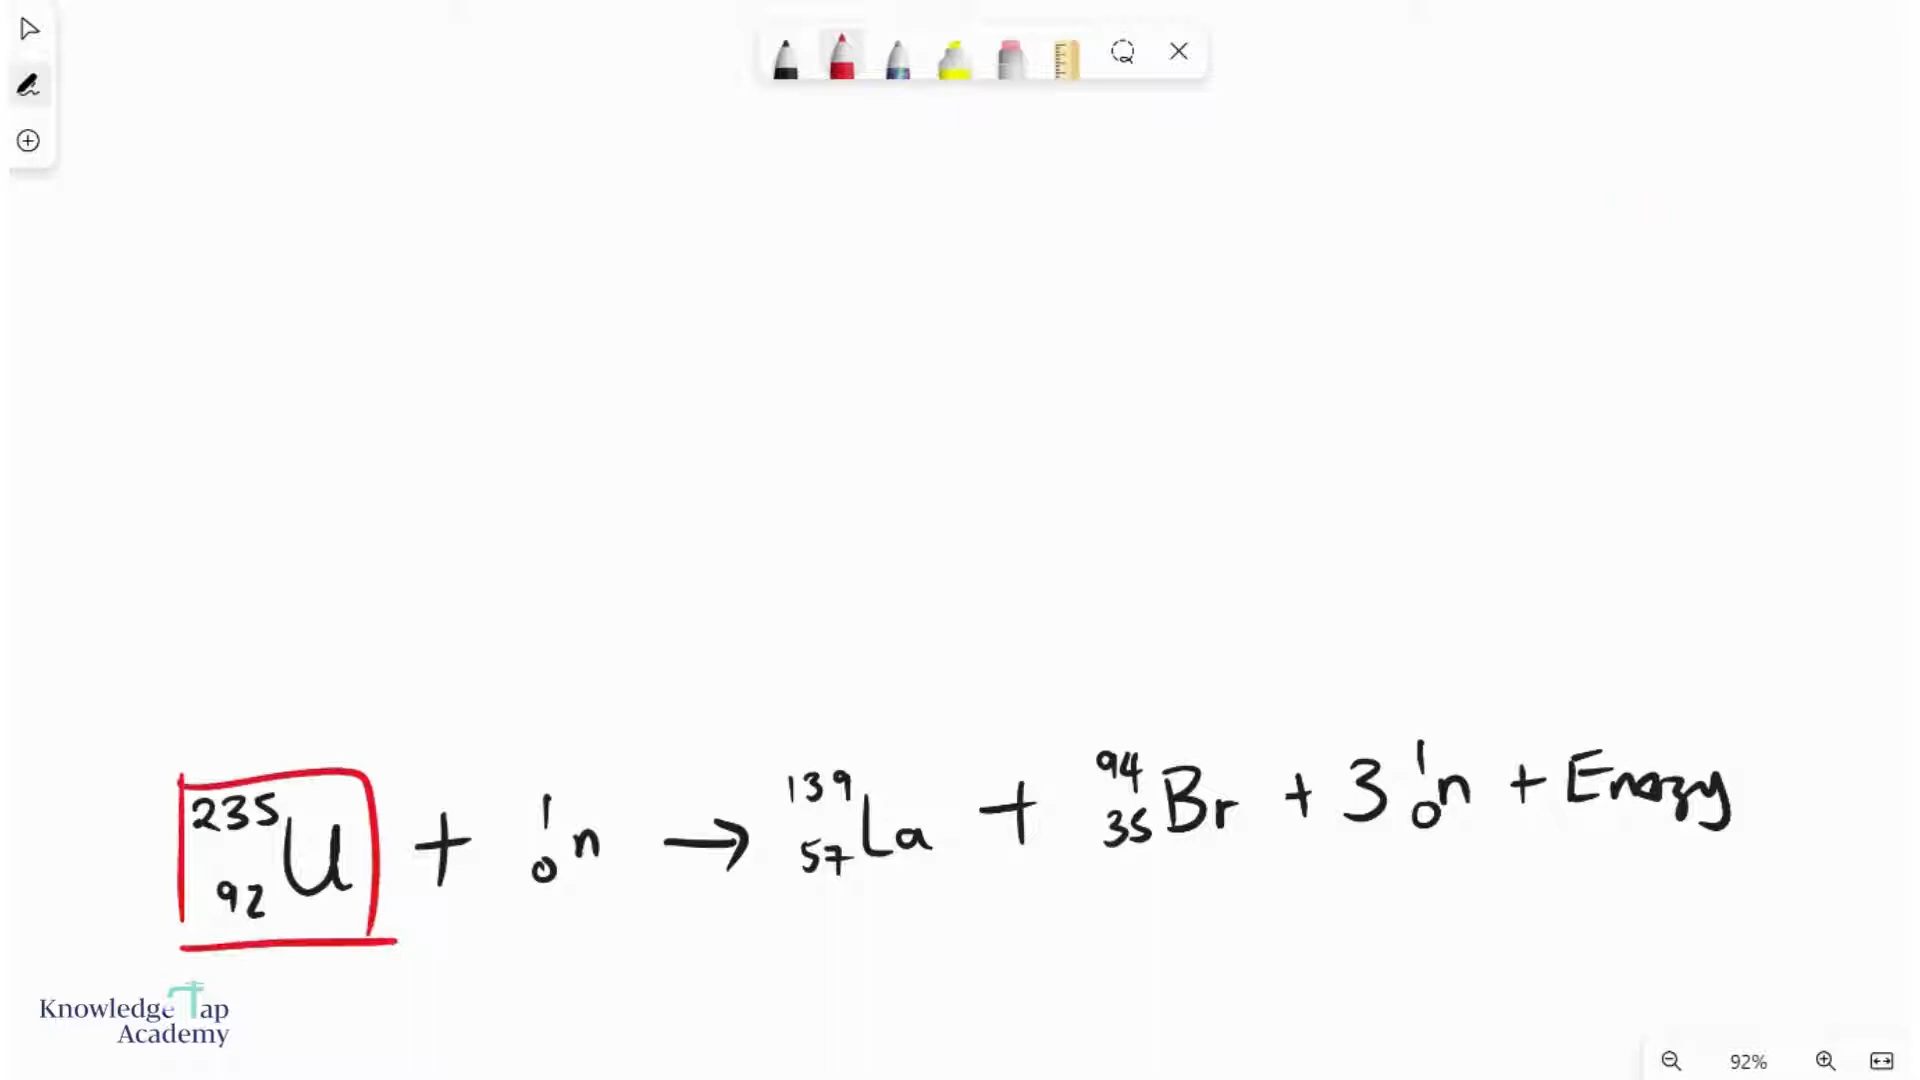 235 92 U + 1 0 n → 139 57 La + 94 35 Br + 3 1 0 n + Energy
Knowledge Tap
Academy
92%